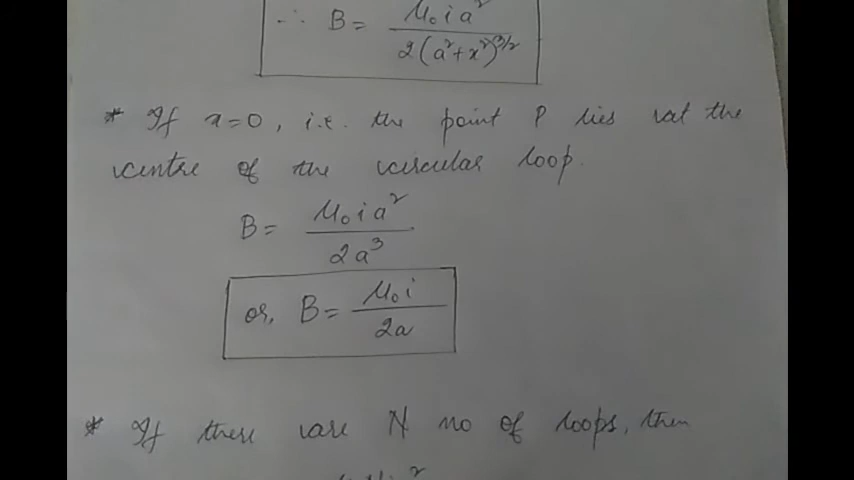 ∴ B = μ₀ i a² / 2(a²+x²)^3/2
* If x=0, i.e. the point P lies at the
centre of the circular loop.
B = μ₀ i a² / 2a³
or, B = μ₀ i / 2a
* If there are N no of loops, then